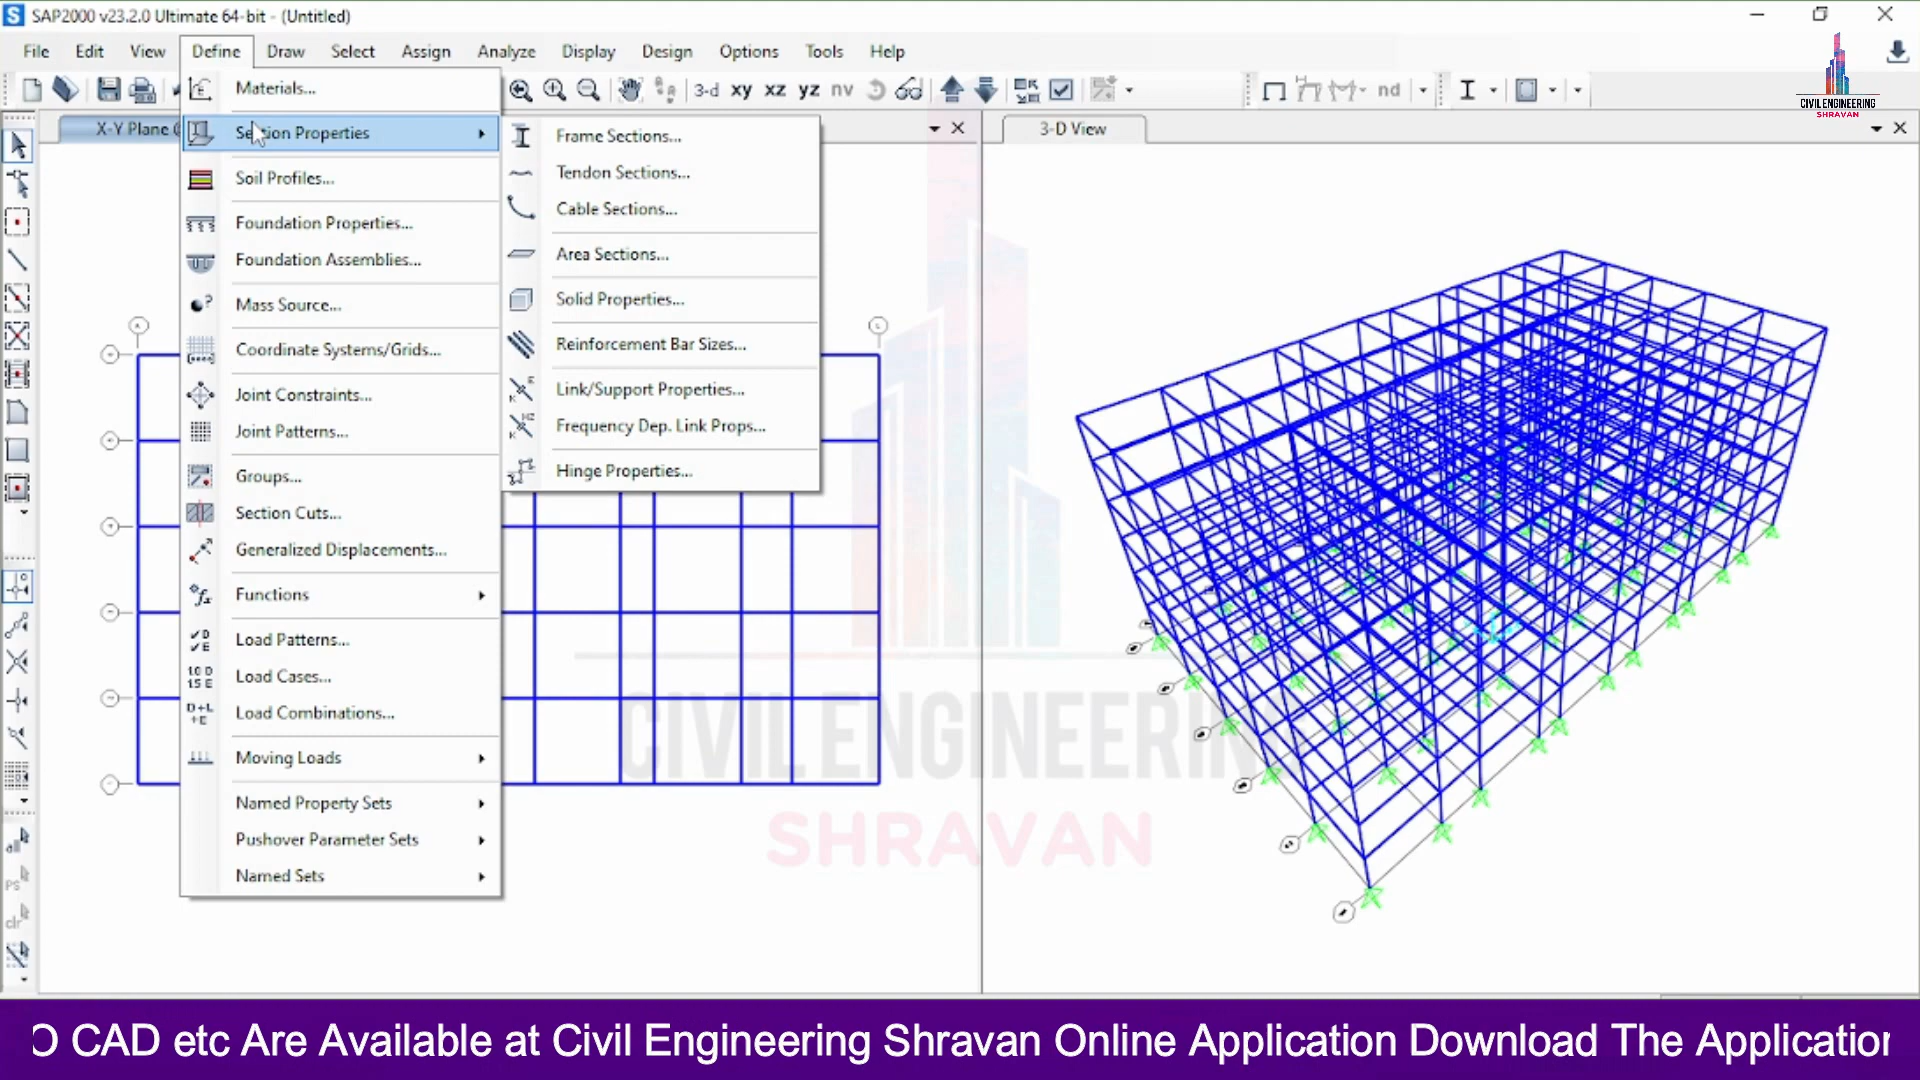 SAP2000 v23.2.0 Ultimate 64-bit - (Untitled)
File Edit View Define Draw Select Assign Analyze Display Design Options Tools Help
3-d xy xz yz nv nd
CIVIL ENGINEERING
SHRAVAN
X-Y Plane
3-D View
Materials...
Section Properties
Soil Profiles...
Foundation Properties...
Foundation Assemblies...
Mass Source...
Coordinate Systems/Grids...
Joint Constraints...
Joint Patterns...
Groups...
Section Cuts...
Generalized Displacements...
Functions
Load Patterns...
Load Cases...
Load Combinations...
Moving Loads
Named Property Sets
Pushover Parameter Sets
Named Sets
Frame Sections...
Tendon Sections...
Cable Sections...
Area Sections...
Solid Properties...
Reinforcement Bar Sizes...
Link/Support Properties...
Frequency Dep. Link Props...
Hinge Properties...
all
PS
clr
CIVIL ENGINEERING
SHRAVAN
O CAD etc Are Available at Civil Engineering Shravan Online Application Download The Application